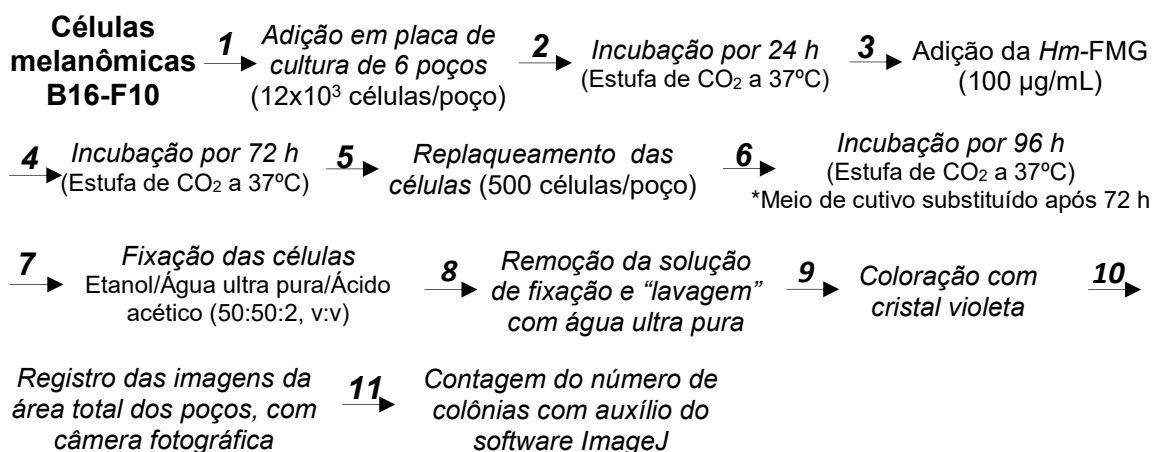 Células melanômicas B16-F10
1
Adição em placa de cultura de 6 poços (12x10³ células/poço)
2
Incubação por 24 h (Estufa de CO₂ a 37ºC)
3
Adição da Hm-FMG (100 µg/mL)
4
Incubação por 72 h (Estufa de CO₂ a 37ºC)
5
Replaqueamento das células (500 células/poço)
6
Incubação por 96 h (Estufa de CO₂ a 37ºC)
*Meio de cutivo substituído após 72 h
7
Fixação das células
Etanol/Água ultra pura/Ácido acético (50:50:2, v:v)
8
Remoção da solução de fixação e “lavagem” com água ultra pura
9
Coloração com cristal violeta
10
Registro das imagens da área total dos poços, com câmera fotográfica
11
Contagem do número de colônias com auxílio do software ImageJ